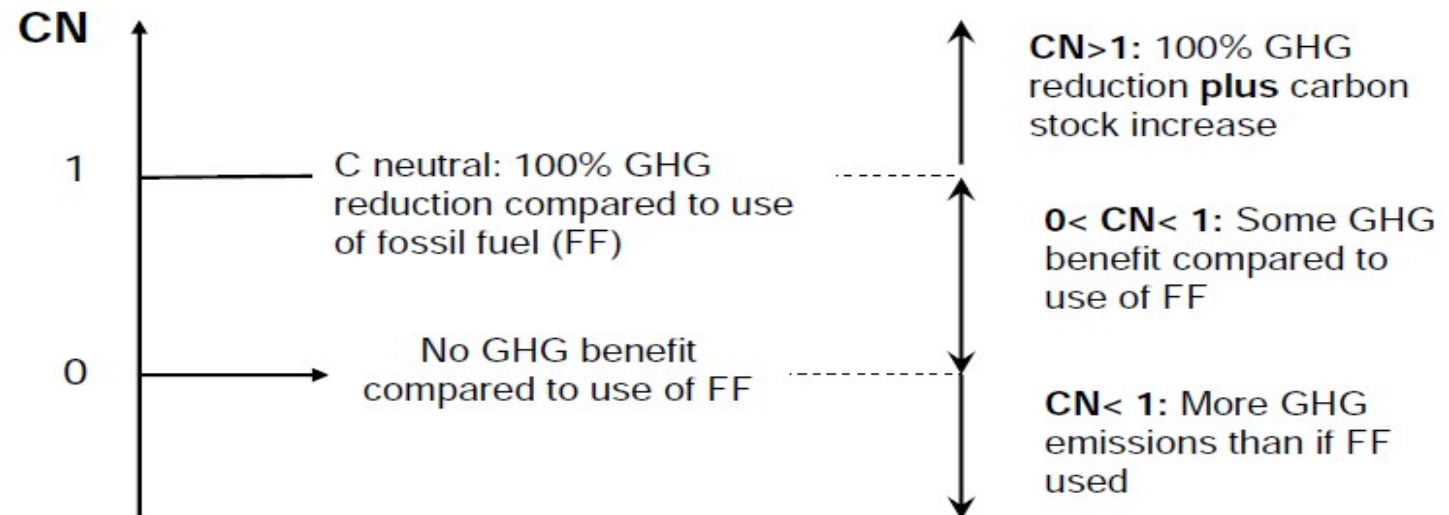 CN
CN>1: 100% GHG
reduction plus carbon
stock increase
1
C neutral: 100% GHG
reduction compared to use
of fossil fuel (FF)
0< CN< 1: Some GHG
benefit compared to
use of FF
0
No GHG benefit
compared to use of FF
CN< 1: More GHG
emissions than if FF
used